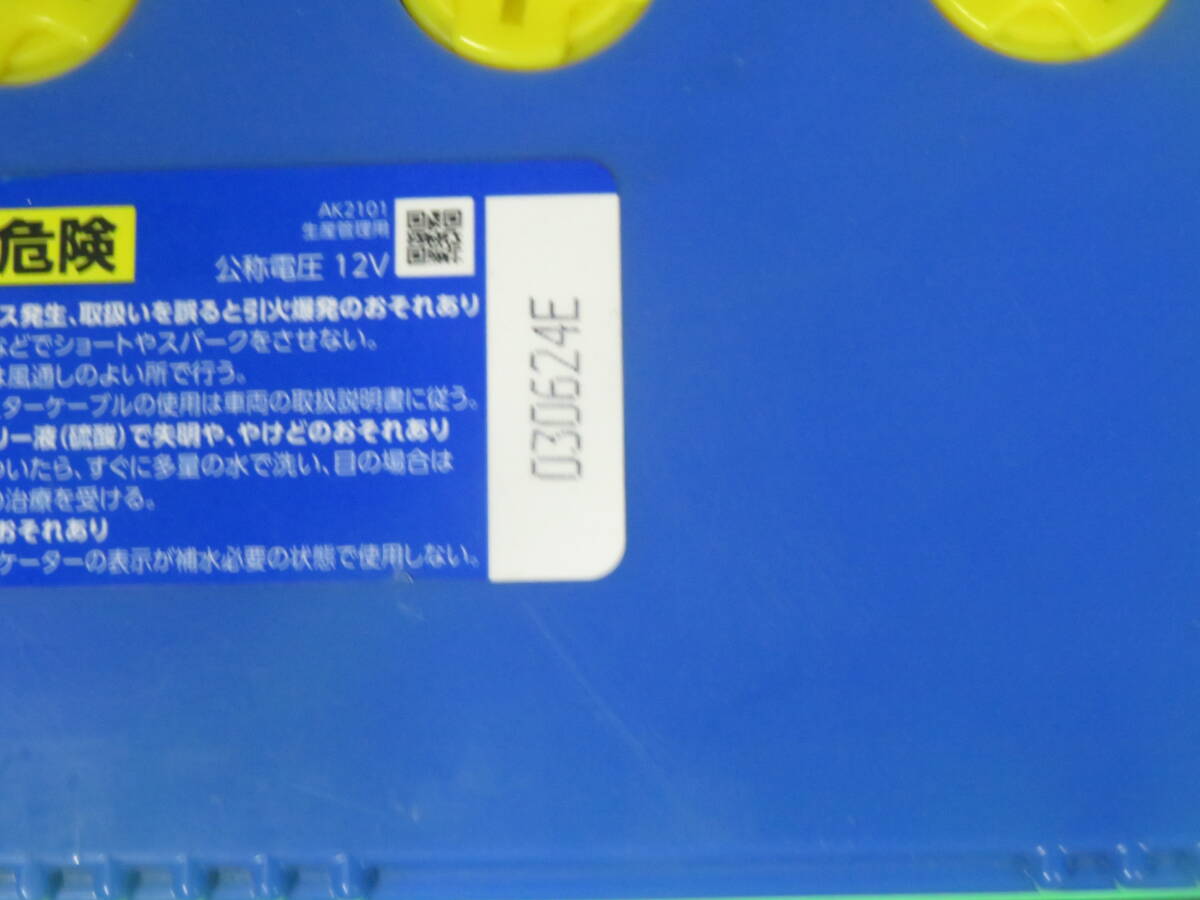 危険
AK2101
生産管理用
公称電圧 12V
ス発生、取扱いを誤ると引火爆発のおそれあり
などでショートやスパークをさせない。
は風通しのよい所で行う。
スターケーブルの使用は車両の取扱説明書に従う。
リー液(硫酸)で失明や、やけどのおそれあり
ついたら、すぐに多量の水で洗い、目の場合は
の治療を受ける。
おそれあり
ケーターの表示が補水必要の状態で使用しない。
030624E